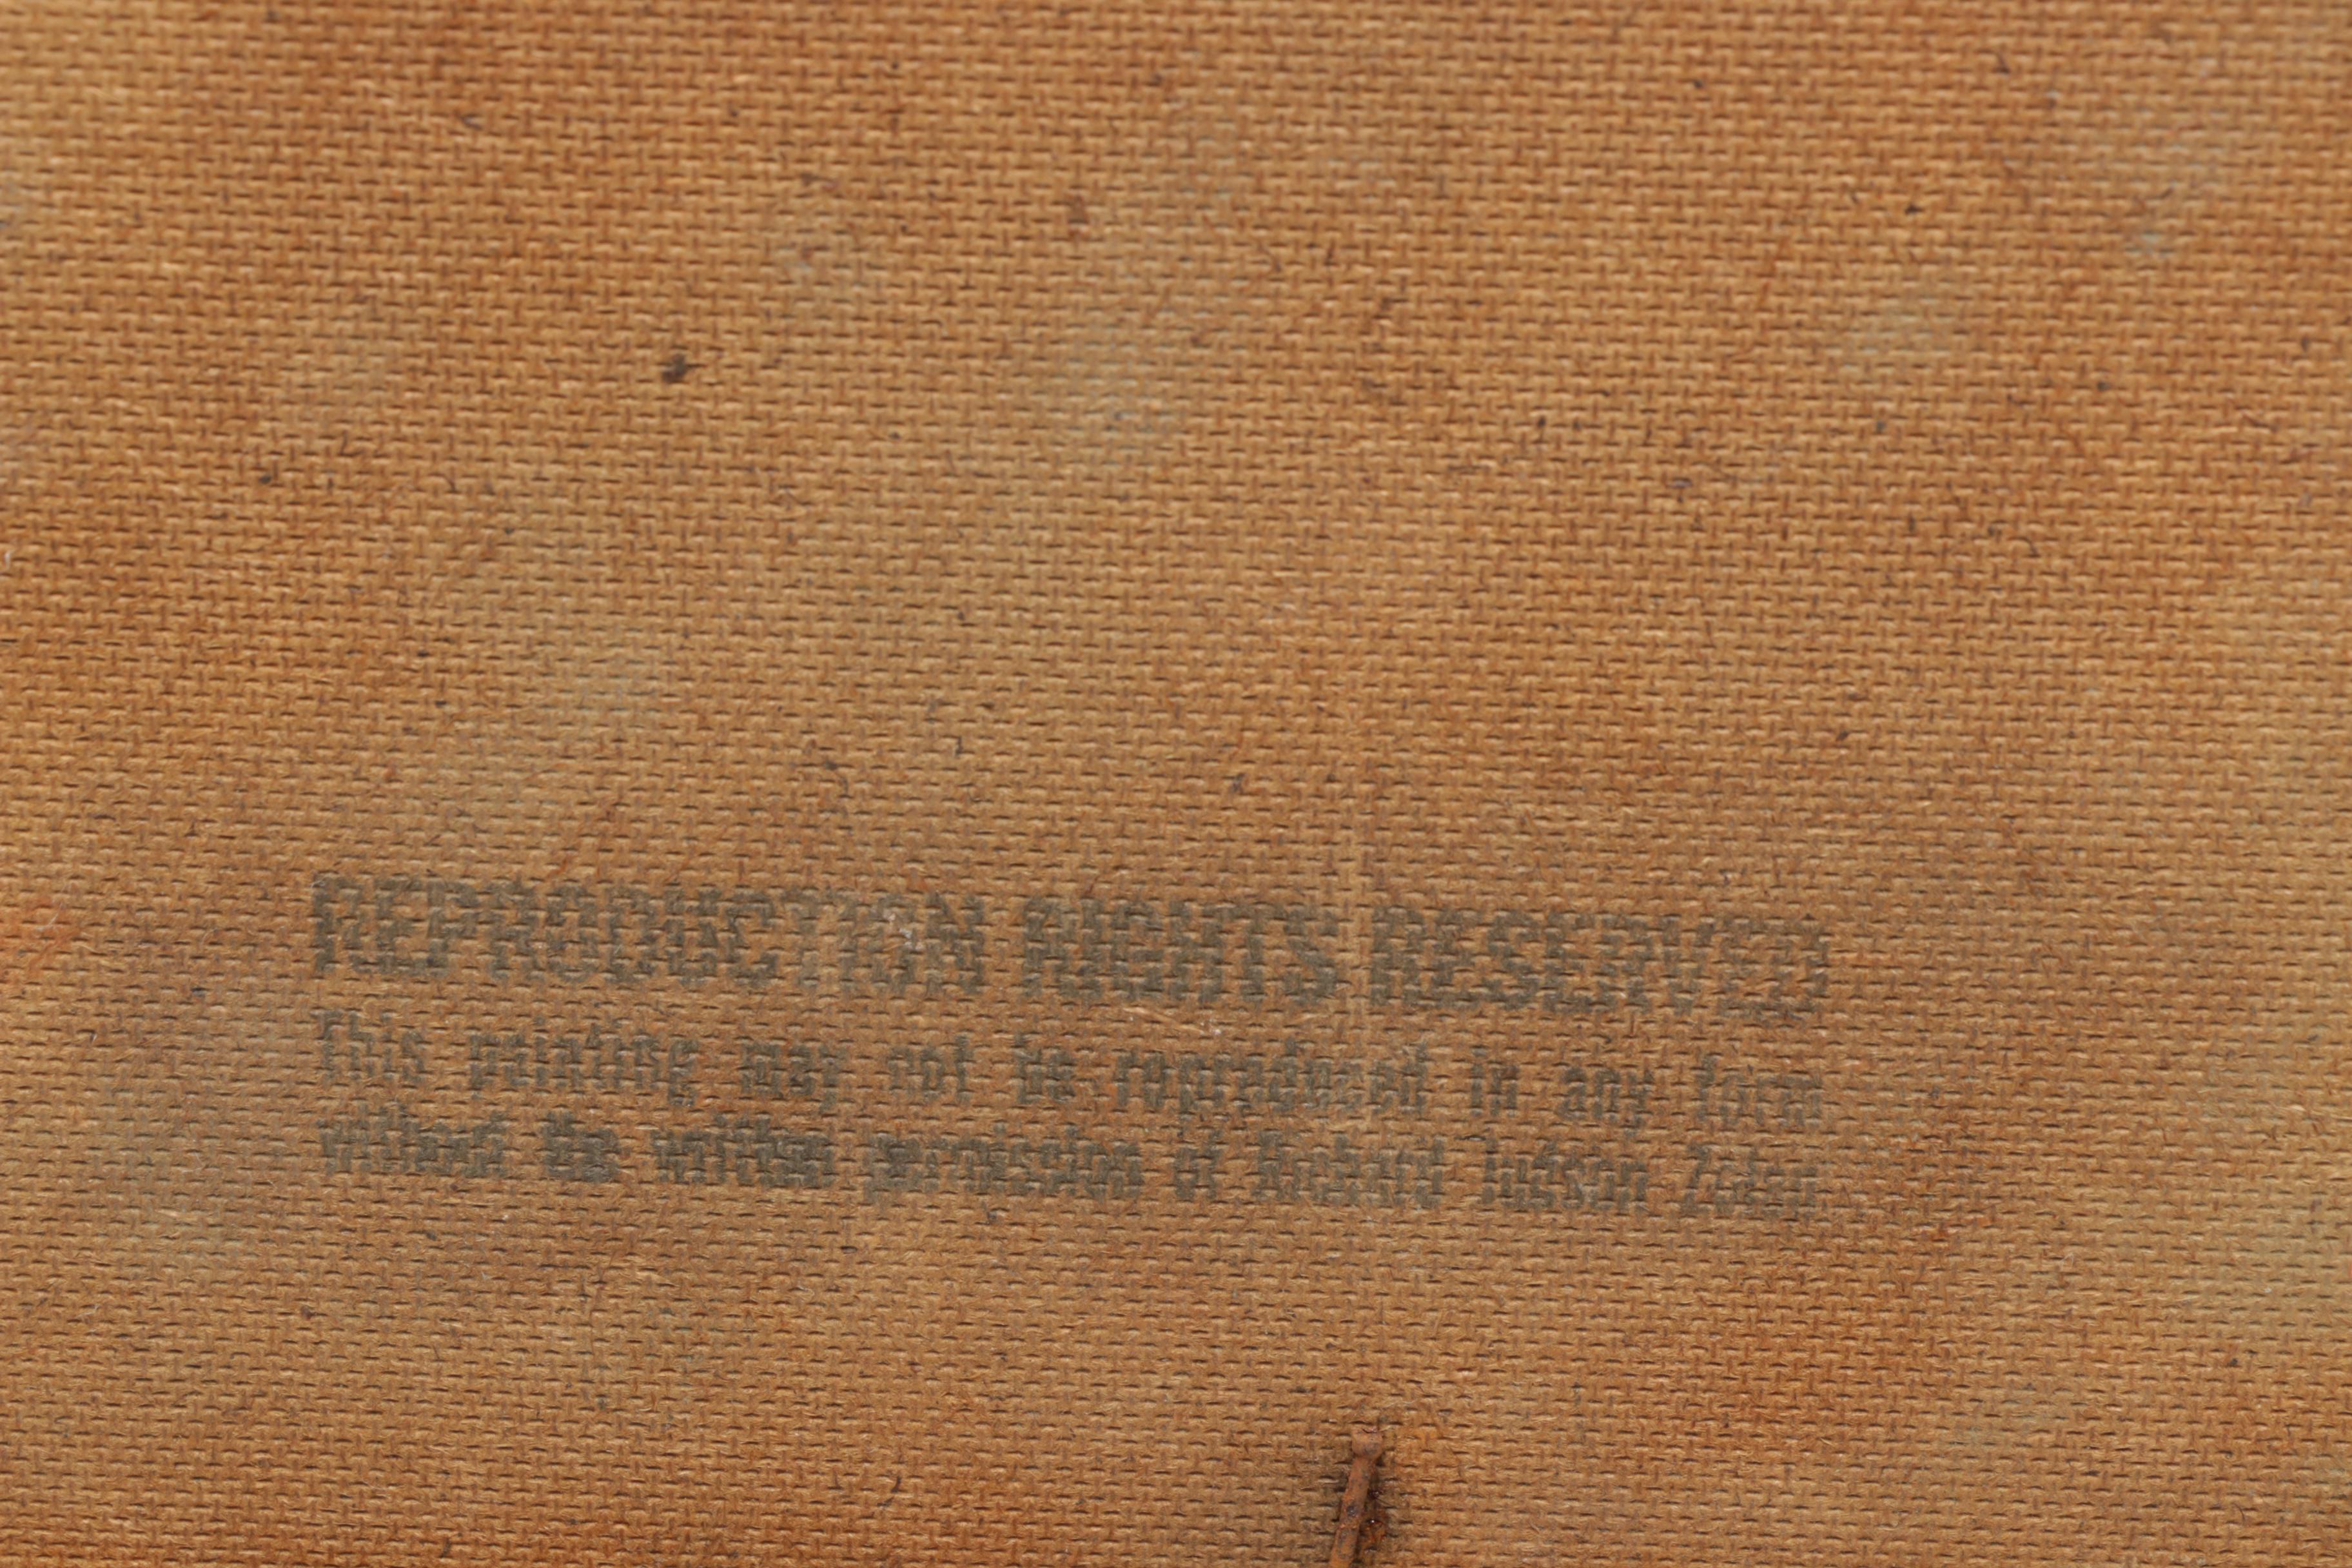 REPRODUCTION RIGHTS RESERVED
This painting may not be reproduced in any form
without the written permission of Richard Judson Zolan